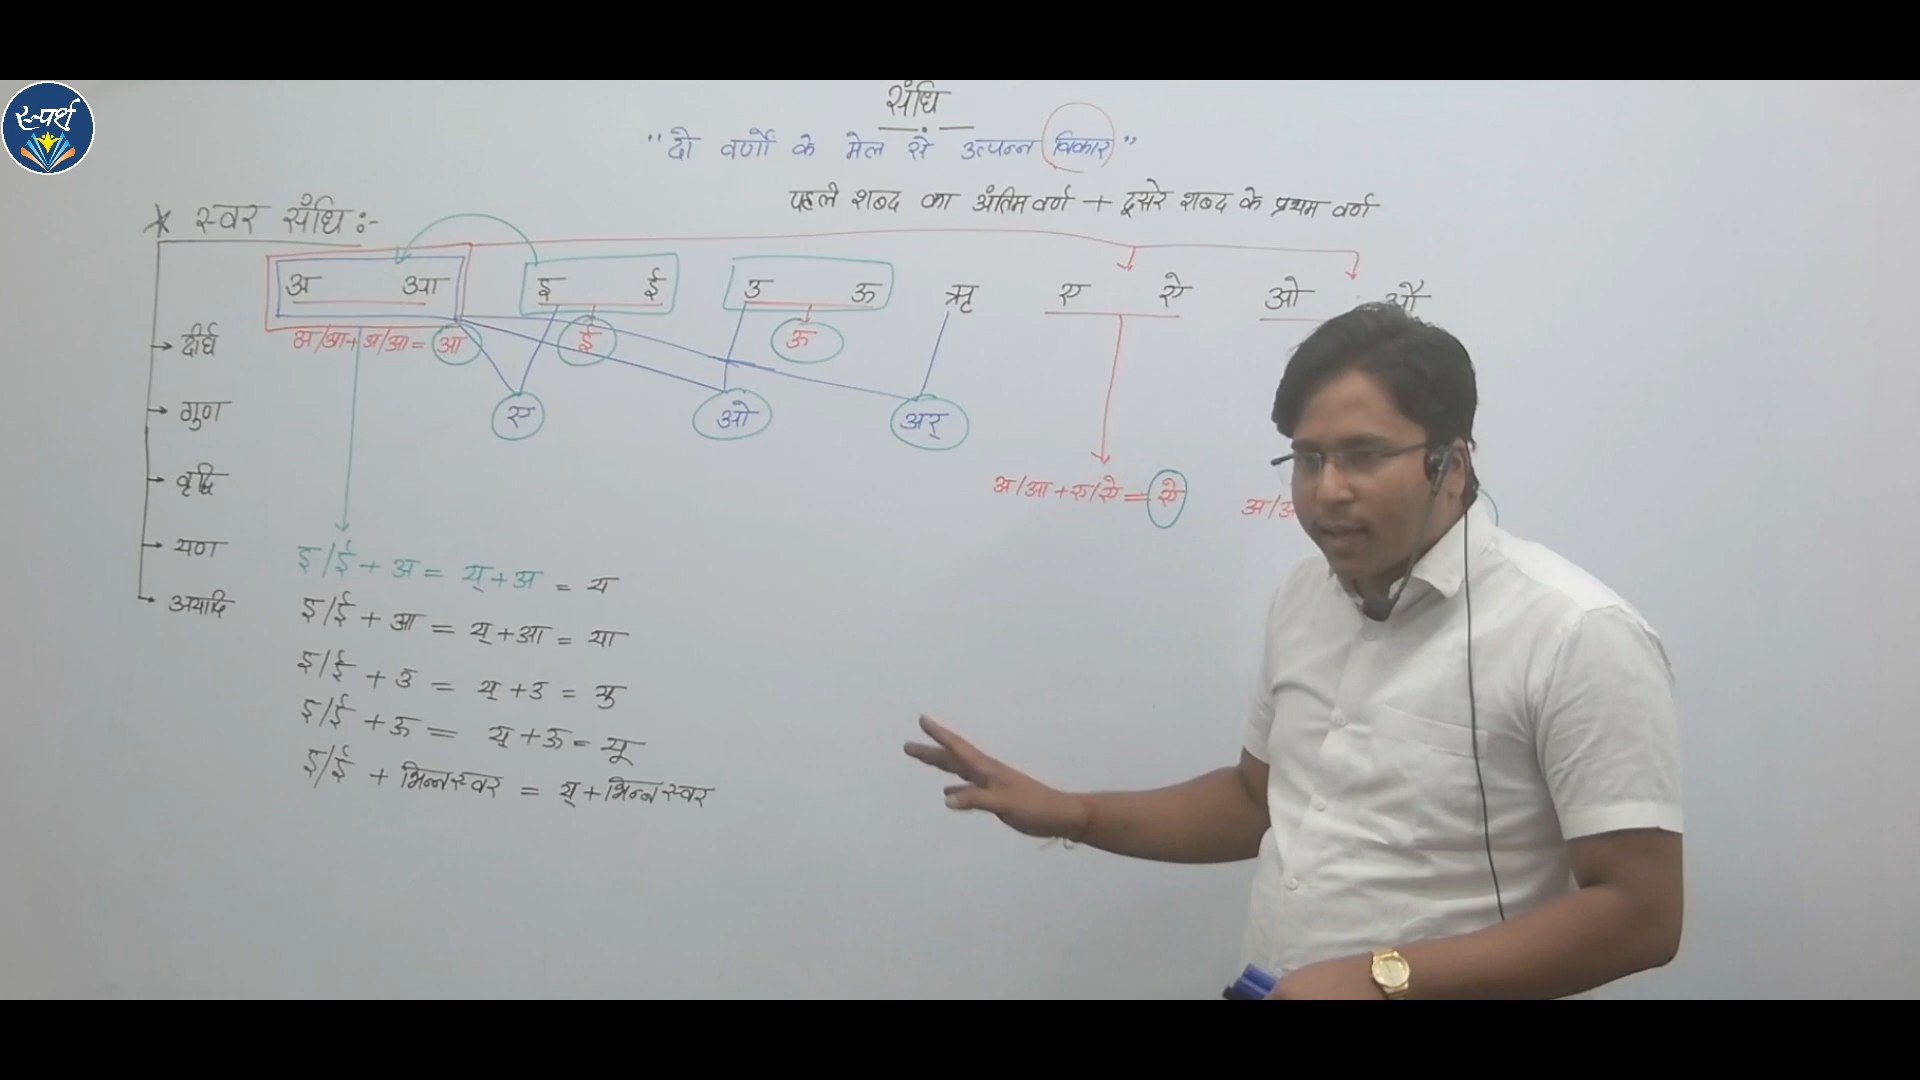 स्पर्श
संधि
"दो वर्णों के मेल से उत्पन्न विकार"
पहले शब्द का अंतिम वर्ण + दूसरे शब्द के प्रथम वर्ण
* स्वर संधि :-
अ आ इ ई उ ऊ ऋ ए ऐ ओ औ
→ दीर्घ
अ/आ + अ/आ = आ ई ऊ
→ गुण
ए ओ अर्
→ वृद्धि
अ/आ + ए/ऐ = ऐ
→ यण
→ अयादि
इ/ई + अ = य् + अ = य
इ/ई + आ = य् + आ = या
इ/ई + उ = य् + उ = यु
इ/ई + ऊ = य् + ऊ = यू
इ/ई + भिन्न स्वर = य् + भिन्न स्वर